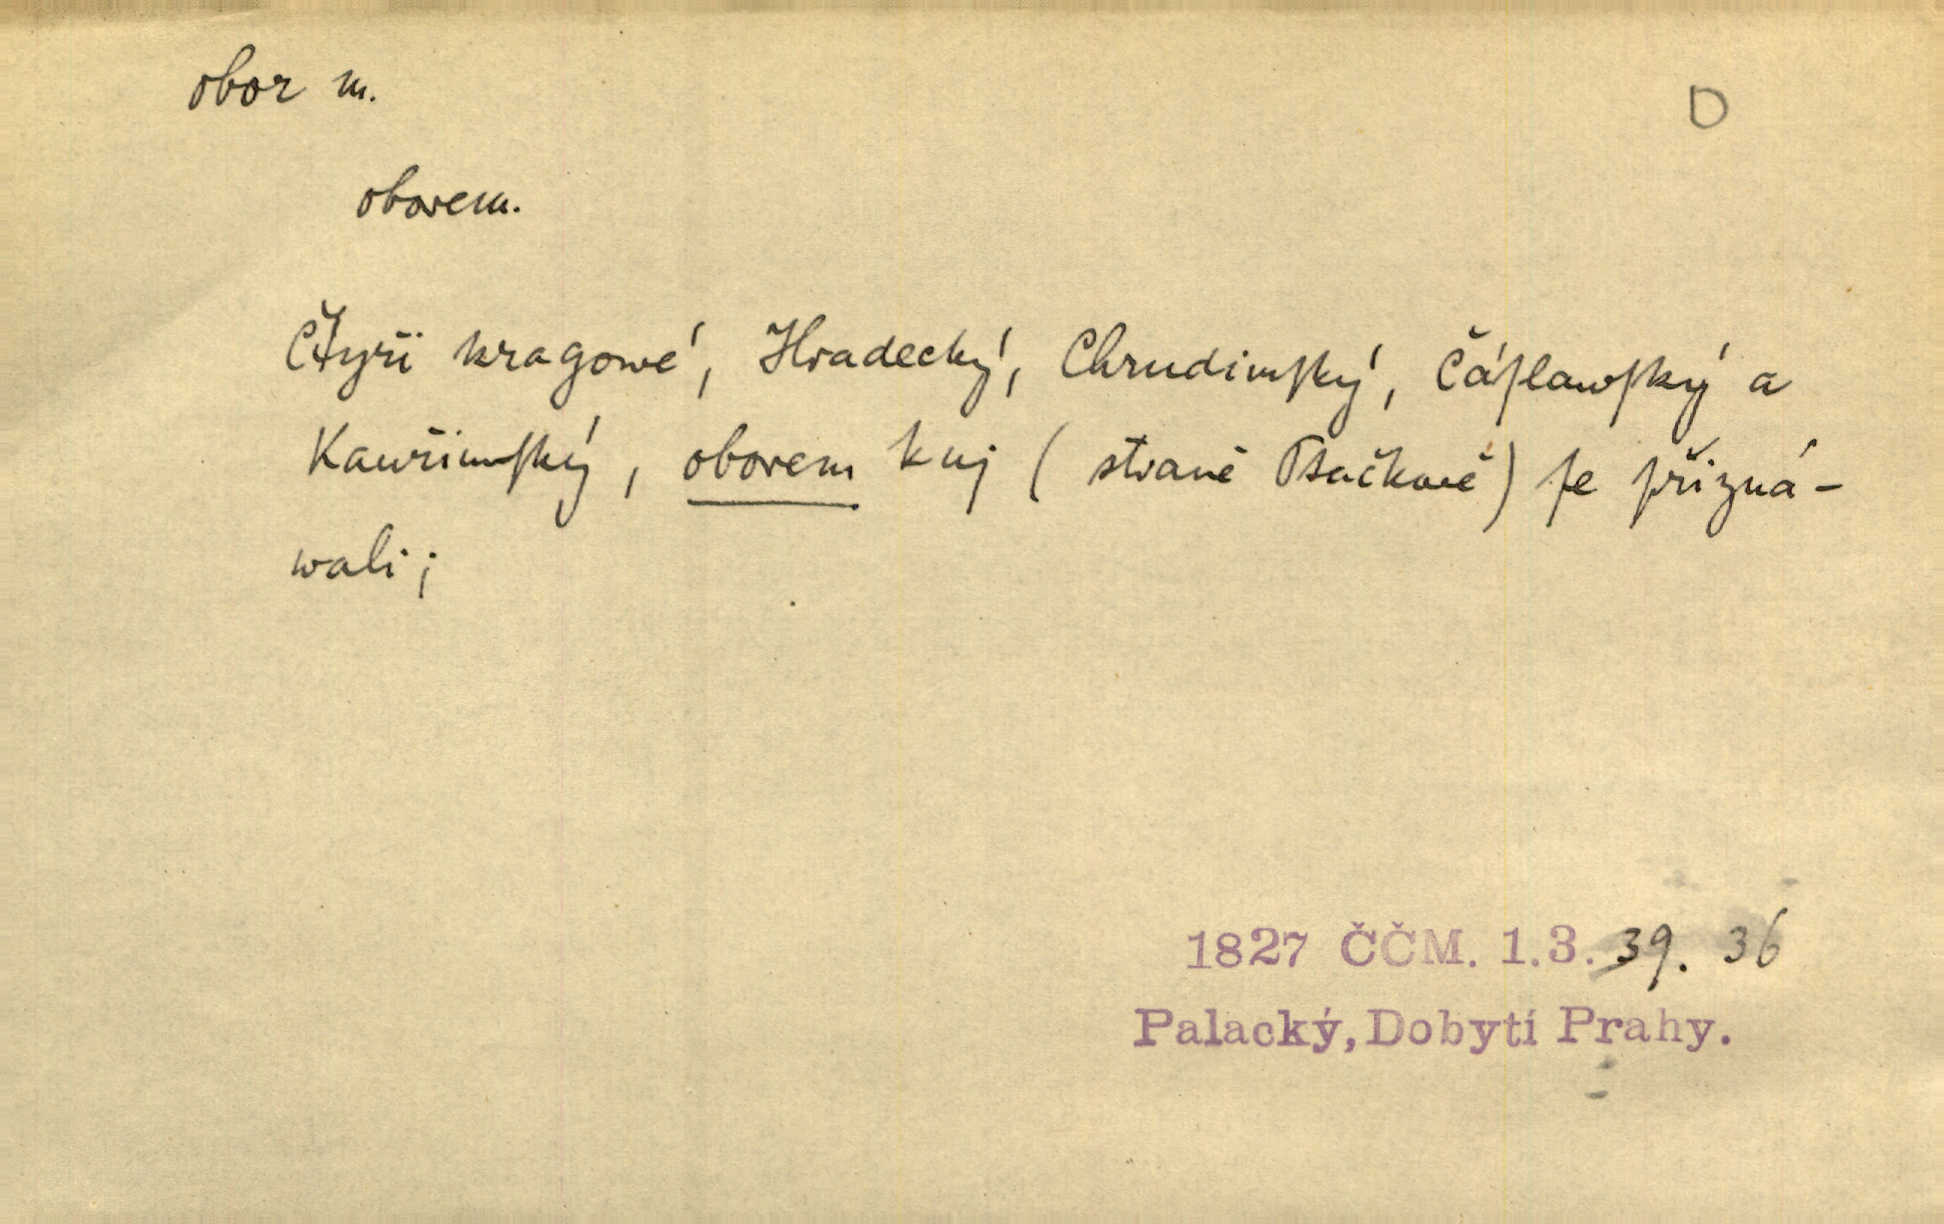 obor m.
D
oborem.
Čtyři kragowé, Hradecký, Chrudimſký, Čáſlawſký a
Kauřimſký, oborem k nj (straně Ptačkowě) ſe přizná-
wali;
1827 ČČM. 1.3. 39. 36
Palacký, Dobytí Prahy.